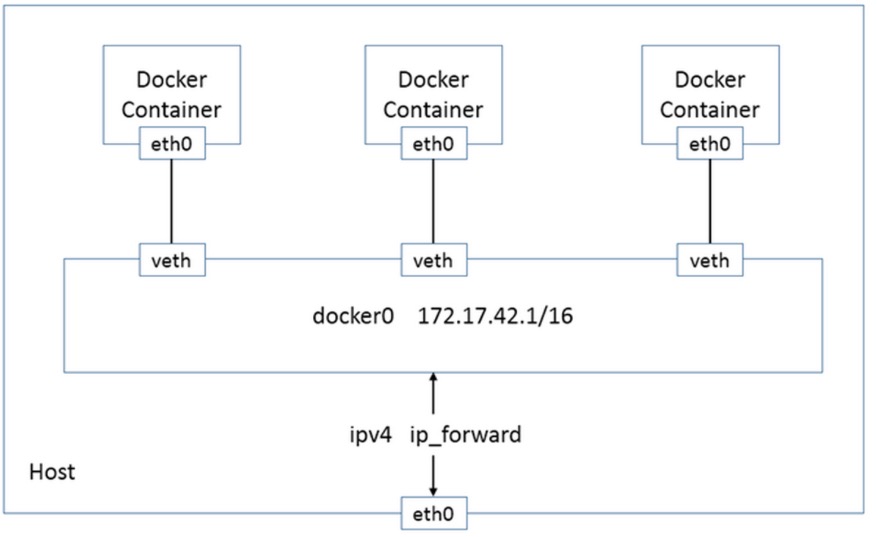 Docker
Container
eth0
Docker
Container
eth0
Docker
Container
eth0
veth
veth
veth
docker0 172.17.42.1/16
ipv4 ip_forward
Host
eth0